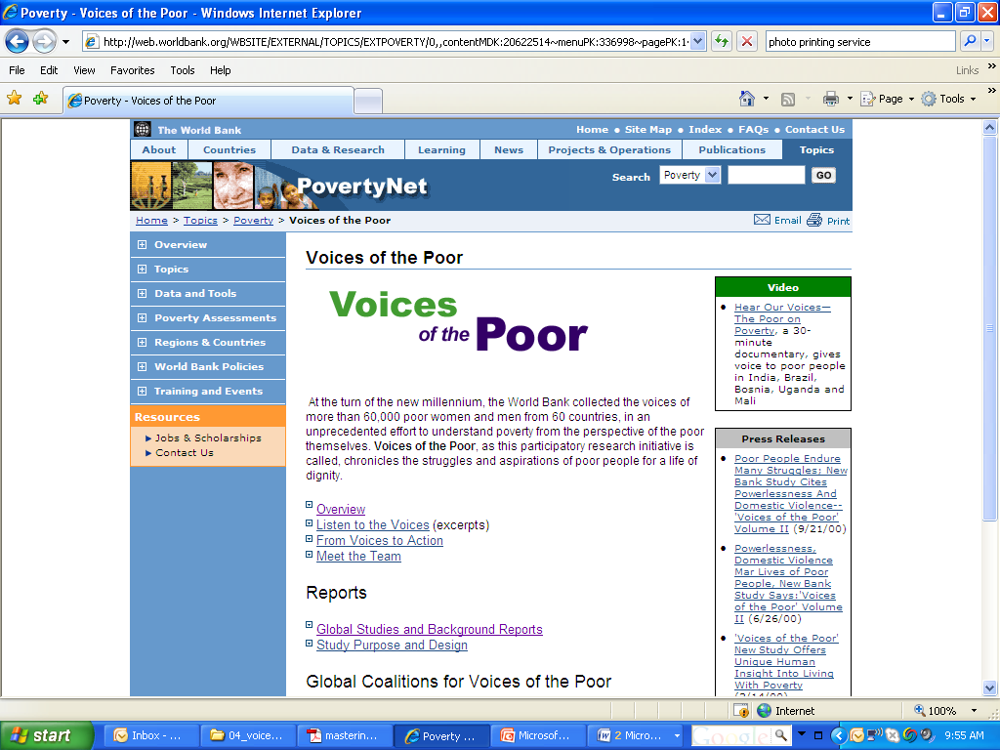 Poverty - Voices of the Poor - Windows Internet Explorer
http://web.worldbank.org/WBSITE/EXTERNAL/TOPICS/EXTPOVERTY/0,,contentMDK:20622514~menuPK:336998~pagePK:1
photo printing service
File Edit View Favorites Tools Help
Links »
Poverty - Voices of the Poor
Page Tools »
The World Bank
Home • Site Map • Index • FAQs • Contact Us
About Countries Data & Research Learning News Projects & Operations Publications Topics
PovertyNet
Search Poverty GO
Home > Topics > Poverty > Voices of the Poor
Email Print
Overview
Topics
Data and Tools
Poverty Assessments
Regions & Countries
World Bank Policies
Training and Events
Resources
Jobs & Scholarships
Contact Us
Voices of the Poor
Voices
of the Poor
At the turn of the new millennium, the World Bank collected the voices of
more than 60,000 poor women and men from 60 countries, in an
unprecedented effort to understand poverty from the perspective of the poor
themselves. Voices of the Poor, as this participatory research initiative is
called, chronicles the struggles and aspirations of poor people for a life of
dignity.
Overview
Listen to the Voices (excerpts)
From Voices to Action
Meet the Team
Reports
Global Studies and Background Reports
Study Purpose and Design
Global Coalitions for Voices of the Poor
Video
• Hear Our Voices—
The Poor on
Poverty, a 30-
minute
documentary, gives
voice to poor people
in India, Brazil,
Bosnia, Uganda and
Mali
Press Releases
• Poor People Endure
Many Struggles; New
Bank Study Cites
Powerlessness And
Domestic Violence--
'Voices of the Poor'
Volume II (9/21/00)
• Powerlessness,
Domestic Violence
Mar Lives of Poor
People, New Bank
Study Says:'Voices
of the Poor' Volume
II (6/26/00)
• 'Voices of the Poor'
New Study Offers
Unique Human
Insight Into Living
With Poverty
Internet
100%
start
Inbox - ...
04_voice...
masterin...
Poverty ...
Microsof...
2 Micro...
Google
9:55 AM